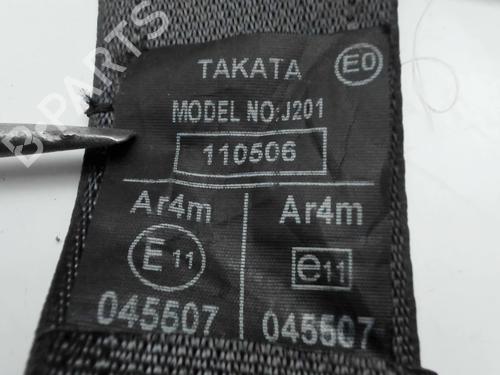 TAKATA E0
MODEL NO:J201
110506
Ar4m Ar4m
E11 e11
045507 045507
B-PARTS